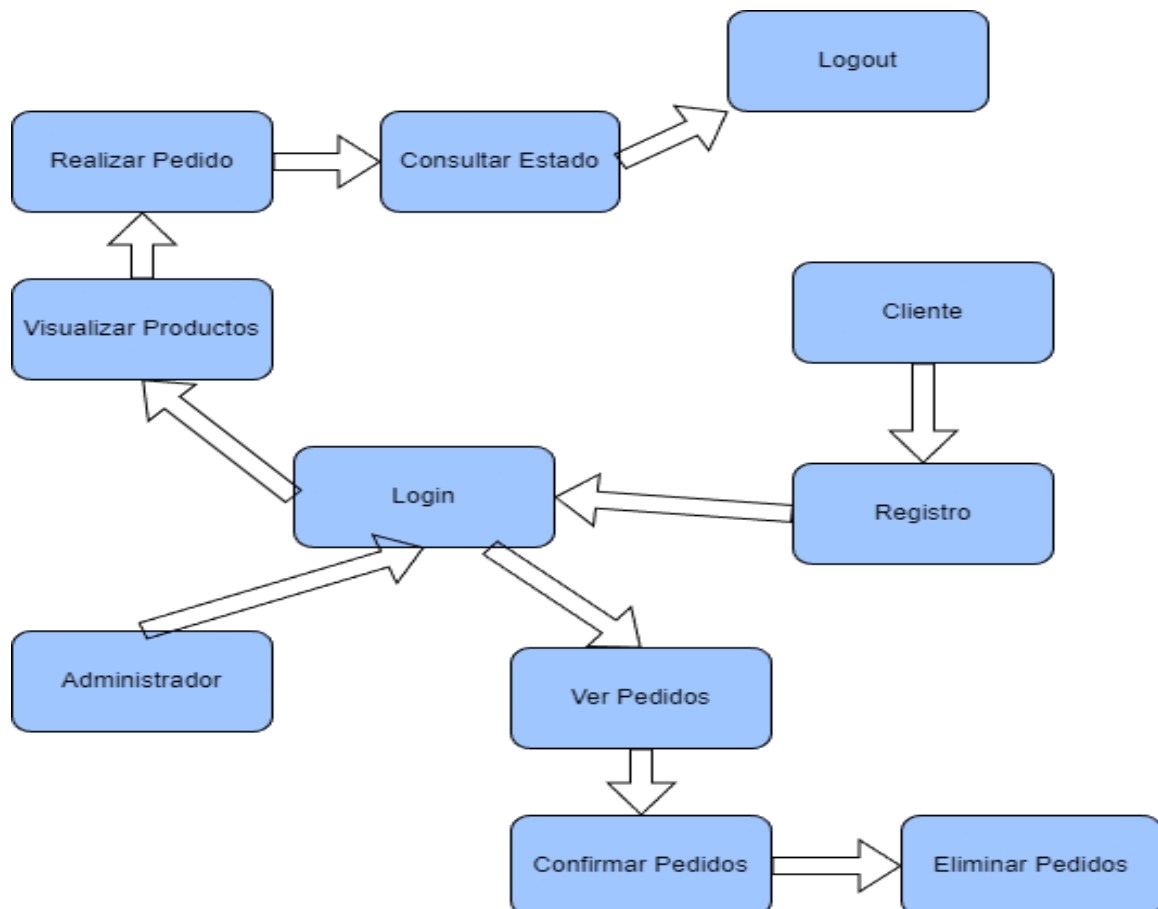 Logout
Realizar Pedido
Consultar Estado
Visualizar Productos
Cliente
Login
Registro
Administrador
Ver Pedidos
Confirmar Pedidos
Eliminar Pedidos